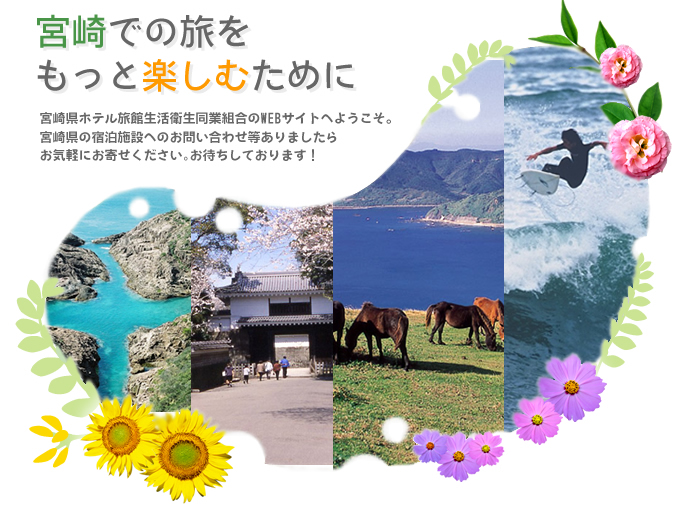 宮崎での旅を
もっと楽しむために
宮崎県ホテル旅館生活衛生同業組合のWEBサイトへようこそ。
宮崎県の宿泊施設へのお問い合わせ等ありましたら
お気軽にお寄せください。お待ちしております！